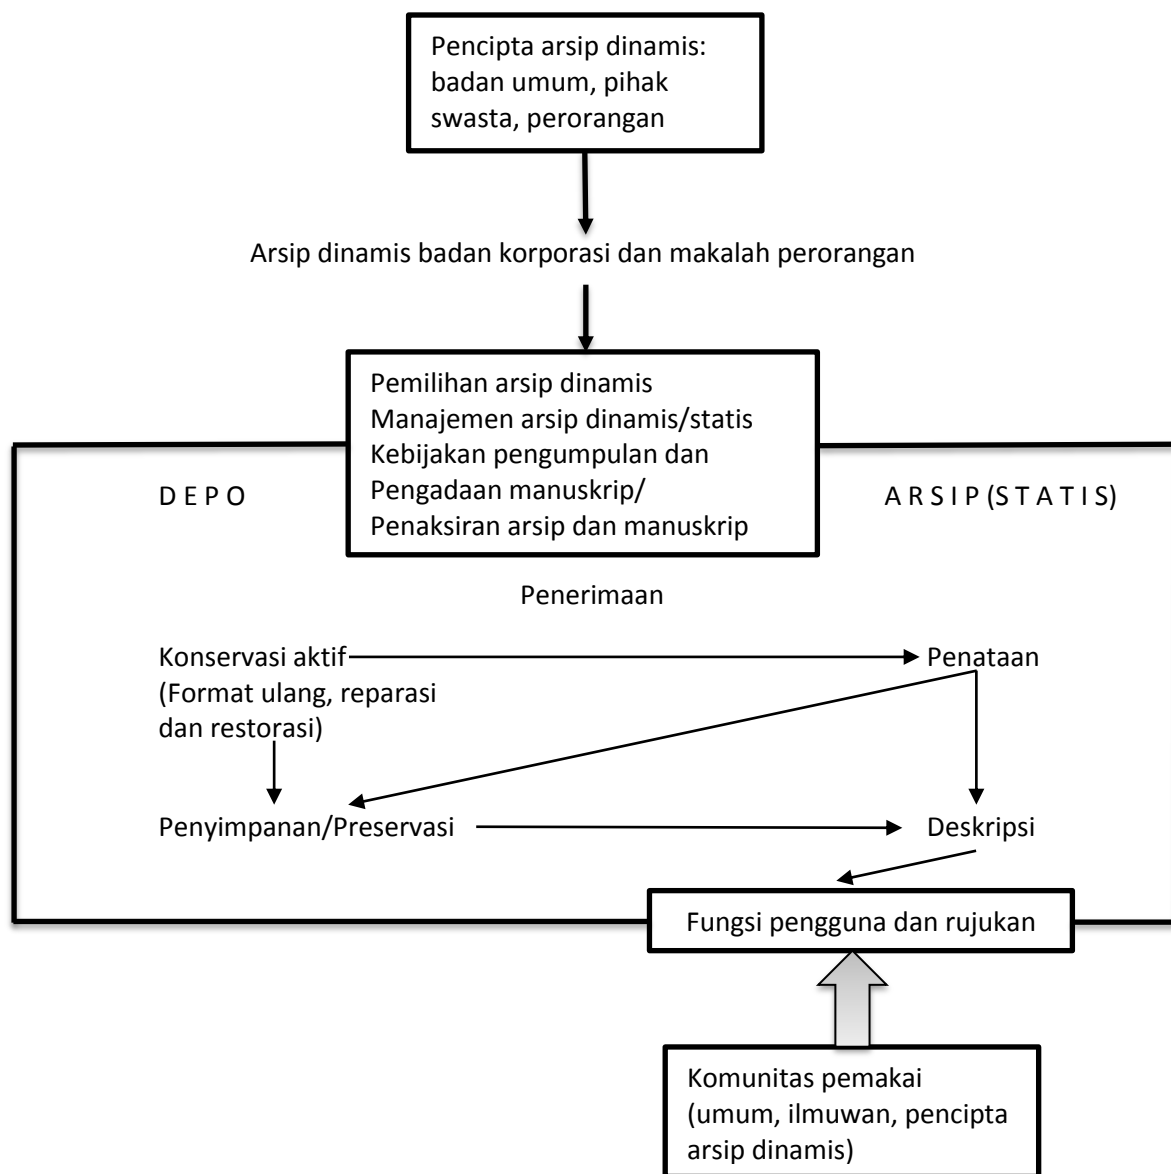 Pencipta arsip dinamis:
badan umum, pihak
swasta, perorangan
Arsip dinamis badan korporasi dan makalah perorangan
Pemilihan arsip dinamis
Manajemen arsip dinamis/statis
Kebijakan pengumpulan dan
Pengadaan manuskrip/
Penaksiran arsip dan manuskrip
D E P O
A R S I P (S T A T I S)
Penerimaan
Konservasi aktif
(Format ulang, reparasi
dan restorasi)
Penataan
Penyimpanan/Preservasi
Deskripsi
Fungsi pengguna dan rujukan
Komunitas pemakai
(umum, ilmuwan, pencipta
arsip dinamis)